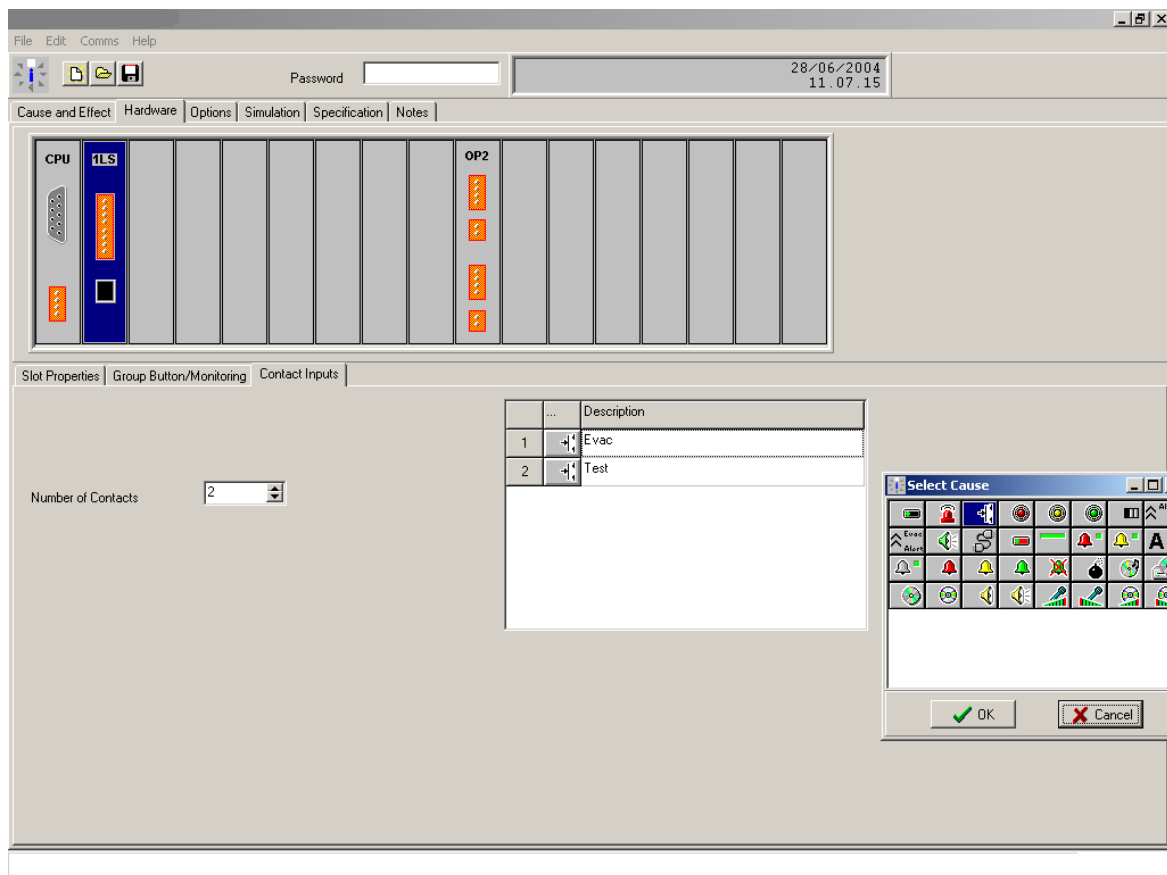 File Edit Comms Help
Password
28/06/2004
11.07.15
Cause and Effect Hardware Options Simulation Specification Notes
CPU 1LS OP2
Slot Properties Group Button/Monitoring Contact Inputs
... Description
1 Evac
2 Test
Number of Contacts 2
Select Cause
Evac
Alert
A
OK Cancel